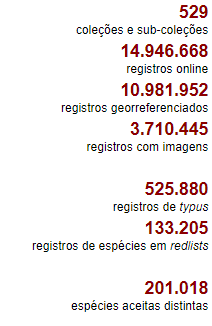 529
coleções e sub-coleções
14.946.668
registros online
10.981.952
registros georreferenciados
3.710.445
registros com imagens
525.880
registros de typus
133.205
registros de espécies em redlists
201.018
espécies aceitas distintas